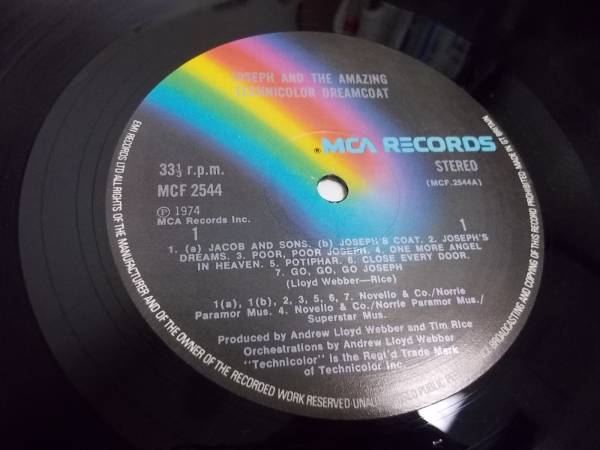 JOSEPH AND THE AMAZING
TECHNICOLOR DREAMCOAT
® MCA RECORDS
33⅓ r.p.m.
STEREO
MCF 2544
(MCF.2544A)
Ⓟ 1974
MCA Records Inc.
1
1
1. (a) JACOB AND SONS. (b) JOSEPH'S COAT. 2. JOSEPH'S
DREAMS. 3. POOR, POOR JOSEPH. 4. ONE MORE ANGEL
IN HEAVEN. 5. POTIPHAR. 6. CLOSE EVERY DOOR.
7. GO, GO, GO JOSEPH
(Lloyd Webber—Rice)
1(a), 1(b), 2, 3, 5, 6, 7. Novello & Co./Norrie
Paramor Mus. 4. Novello & Co./Norrie Paramor Mus./
Superstar Mus.
Produced by Andrew Lloyd Webber and Tim Rice
Orchestrations by Andrew Lloyd Webber
"Technicolor" is the Reg'd Trade Mark
of Technicolor Inc.
EMI RECORDS LTD ALL RIGHTS OF THE MANUFACTURER AND OF THE OWNER OF THE RECORDED WORK RESERVED PUBLIC BROADCASTING AND COPYING OF THIS RECORD PROHIBITED MADE IN GT BRITAIN